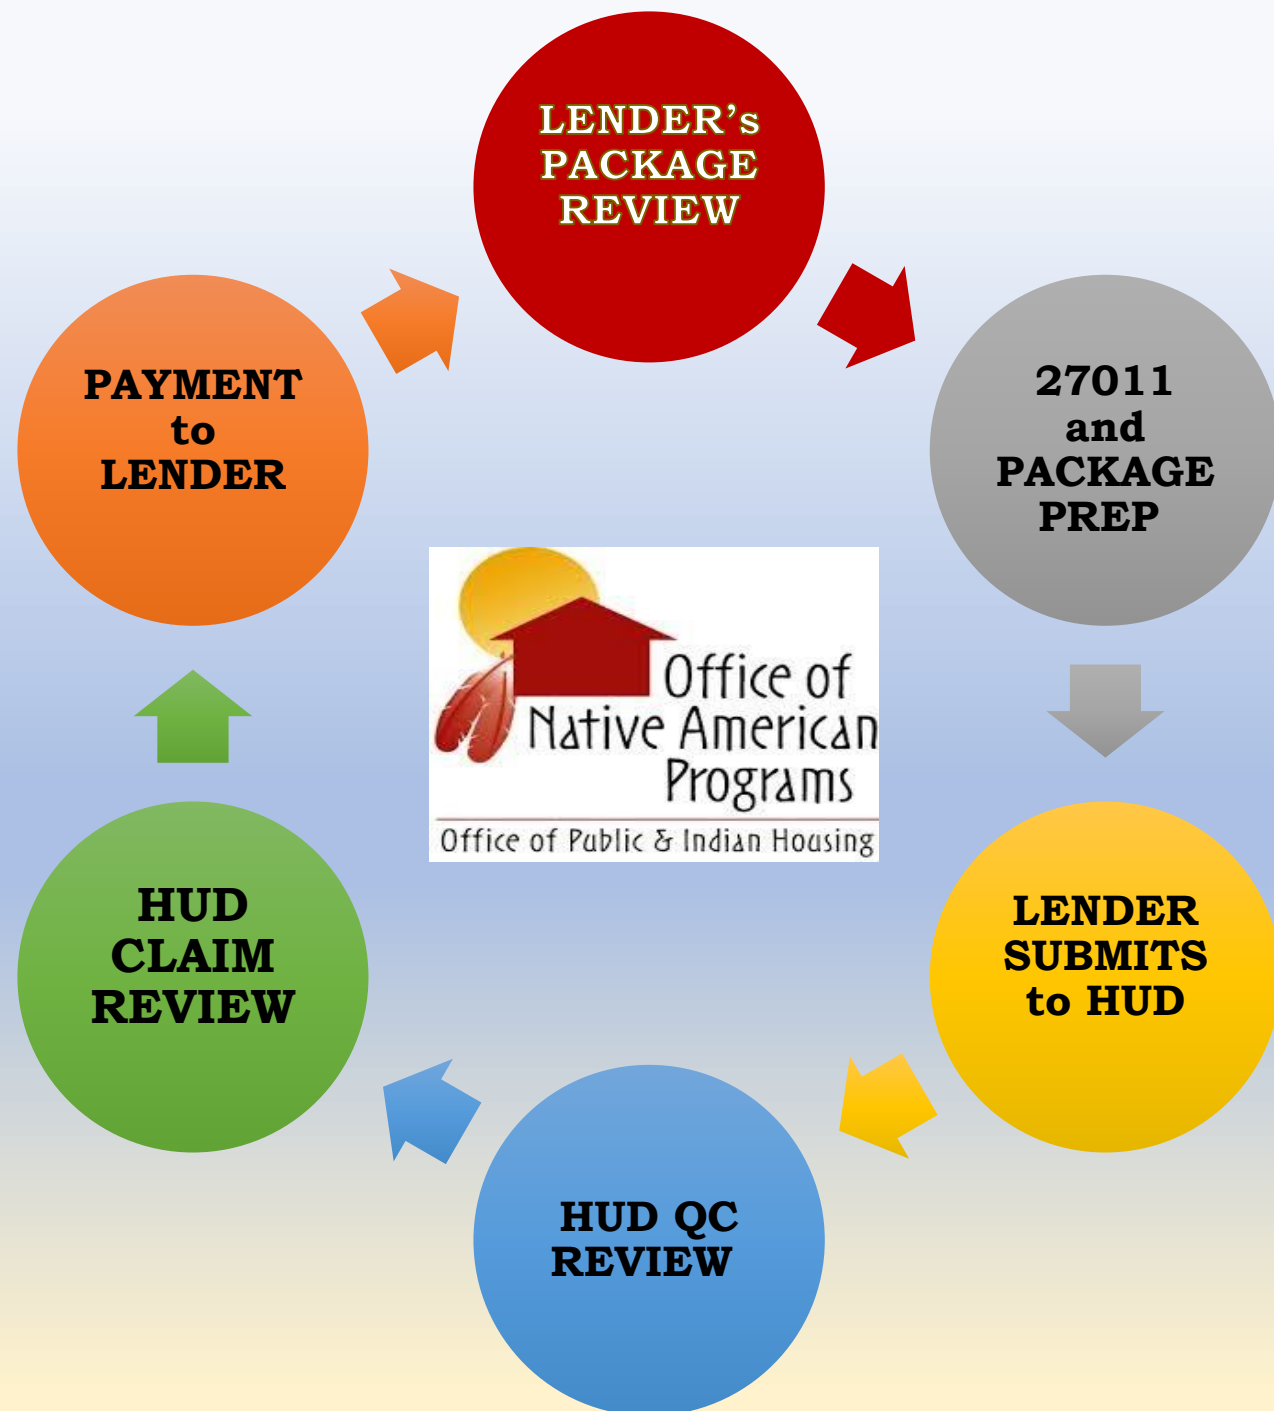 LENDER's
PACKAGE
REVIEW
27011
and
PACKAGE
PREP
LENDER
SUBMITS
to HUD
HUD QC
REVIEW
HUD
CLAIM
REVIEW
PAYMENT
to
LENDER
Office of
Native American
Programs
Office of Public & Indian Housing